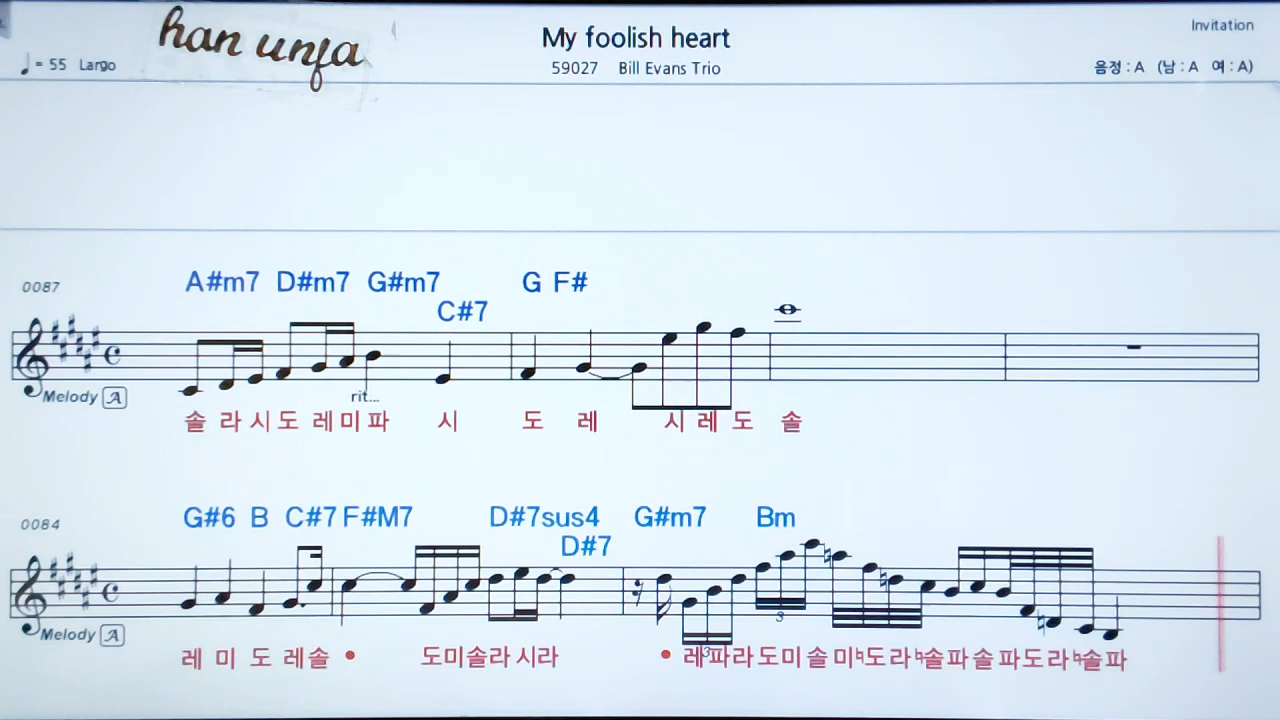 han unfa
My foolish heart
Invitation
♩= 55 Largo
59027 Bill Evans Trio
음정 : A (남 : A 여 : A)
0087
A#m7 D#m7 G#m7 G F#
C#7
Melody A
rit...
솔 라 시 도 레 미 파 시 도 레 시 레 도 솔
0084
G#6 B C#7 F#M7 D#7sus4 G#m7 Bm
D#7
3
3
Melody A
레 미 도 레 솔 • 도 미 솔 라 시 라 • 레 파 라 도 미 솔 미 ♮도 라 ♮솔 파 솔 파 도 라 ♮솔 파